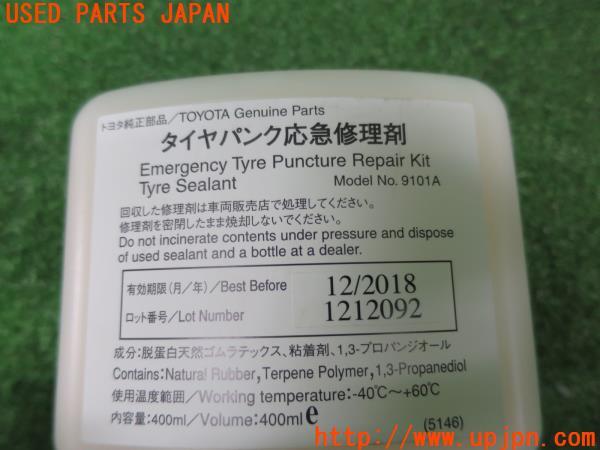 USED PARTS JAPAN
トヨタ純正部品/TOYOTA Genuine Parts
タイヤパンク応急修理剤
Emergency Tyre Puncture Repair Kit
Tyre Sealant Model No. 9101A
回収した修理剤は車両販売店で処理してください。
修理剤を密閉したまま焼却しないでください。
Do not incinerate contents under pressure and dispose
of used sealant and a bottle at a dealer.
有効期限(月/年)/Best Before 12/2018
ロット番号/Lot Number 1212092
成分:脱蛋白天然ゴムラテックス、粘着剤、1,3-プロパンジオール
Contains:Natural Rubber,Terpene Polymer,1,3-Propanediol
使用温度範囲/Working temperature:-40℃~+60℃
内容量:400ml/Volume:400ml e (5146)
http://www.upjpn.com/